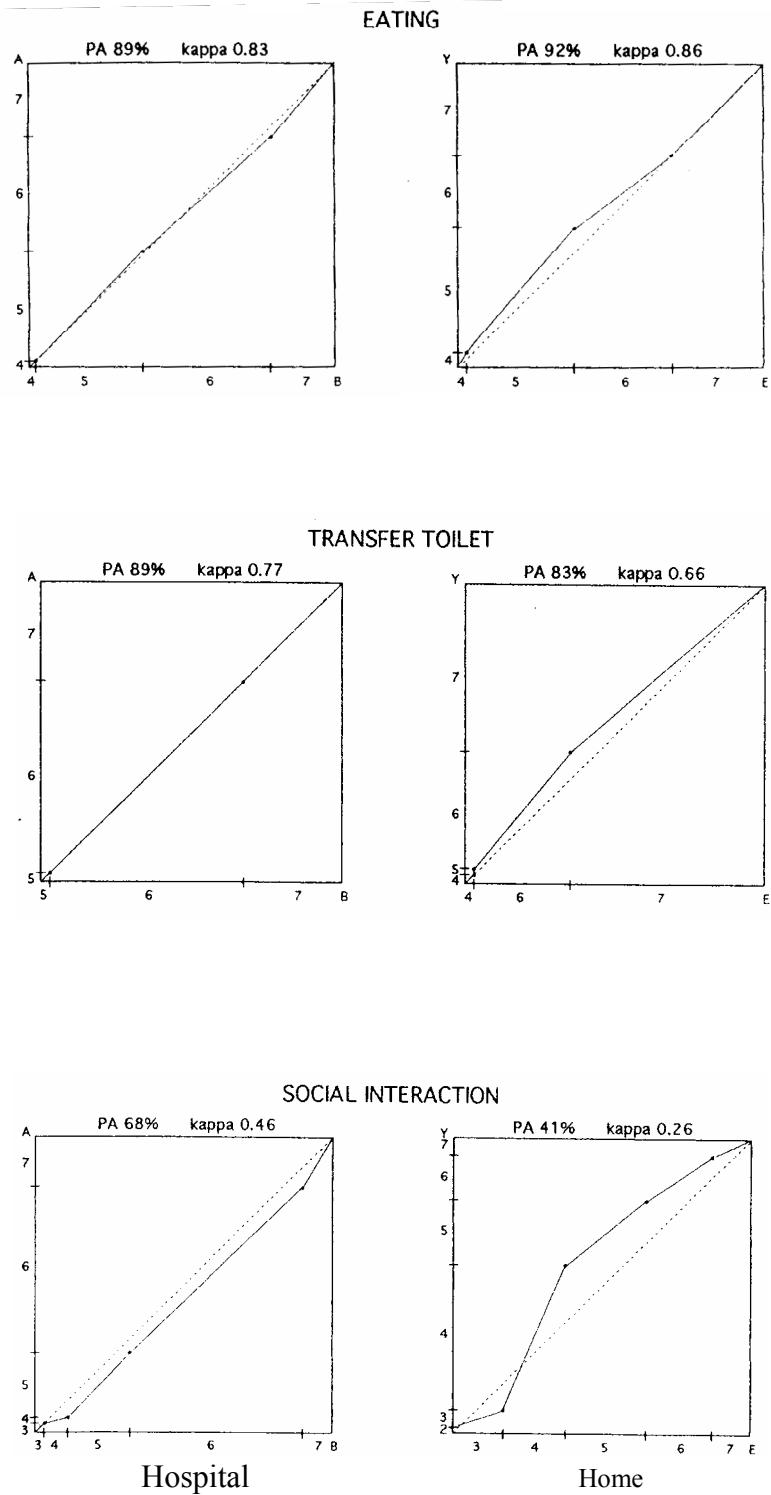 EATING
PA 89% kappa 0.83
PA 92% kappa 0.86
A
7
6
5
4
4 5 6 7 B
Y
7
6
5
4
4 5 6 7 E
TRANSFER TOILET
PA 89% kappa 0.77
PA 83% kappa 0.66
A
7
6
5
5 6 7 B
Y
7
6
5
4
4 6 7 E
SOCIAL INTERACTION
PA 68% kappa 0.46
PA 41% kappa 0.26
A
7
6
5
4
3
3 4 5 6 7 B
Y
7
6
5
4
3
2
3 4 5 6 7 E
Hospital
Home